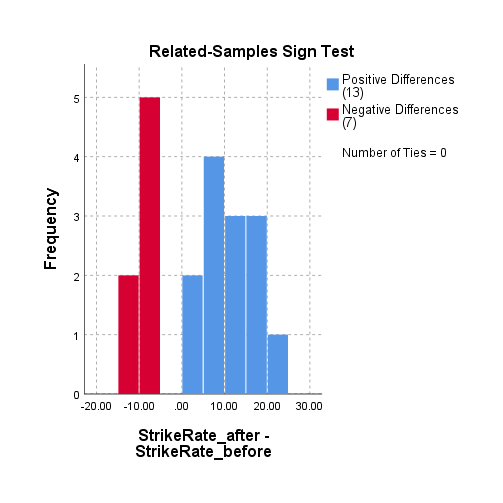 Related-Samples Sign Test
Positive Differences
(13)
Negative Differences
(7)
Number of Ties = 0
Frequency
5
4
3
2
1
0
-20.00 -10.00 .00 10.00 20.00 30.00
StrikeRate_after -
StrikeRate_before